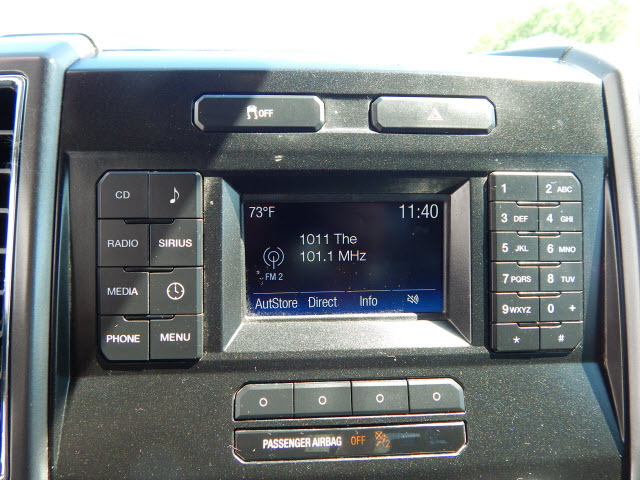 OFF
CD
RADIO SIRIUS
MEDIA
PHONE MENU
73°F 11:40
1011 The
101.1 MHz
FM 2
AutoStore Direct Info
1 2 ABC
3 DEF 4 GHI
5 JKL 6 MNO
7 PQRS 8 TUV
9 WXYZ 0 +
* #
PASSENGER AIRBAG OFF